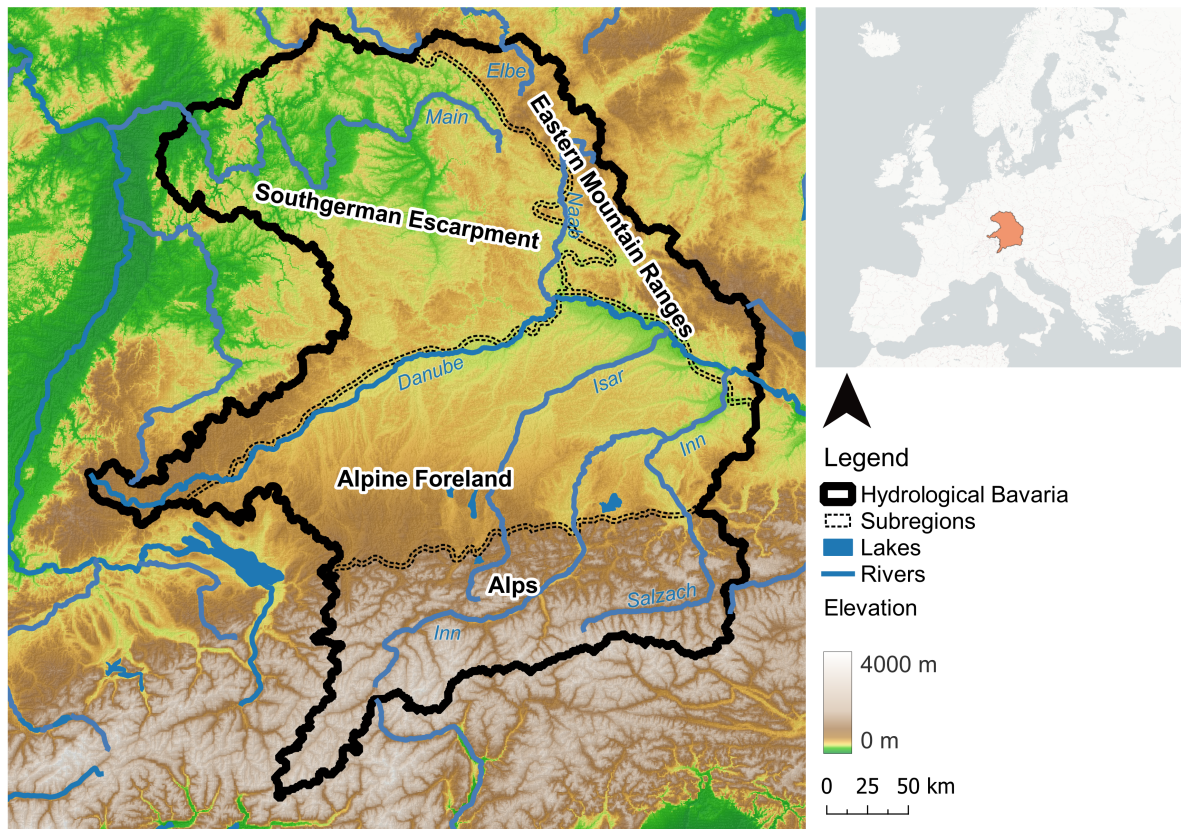 Elbe
Main
Eastern Mountain Ranges
Southgerman Escarpment
Naab
Danube
Isar
Inn
Alpine Foreland
Alps
Salzach
Inn
Legend
Hydrological Bavaria
Subregions
Lakes
Rivers
Elevation
4000 m
0 m
0 25 50 km